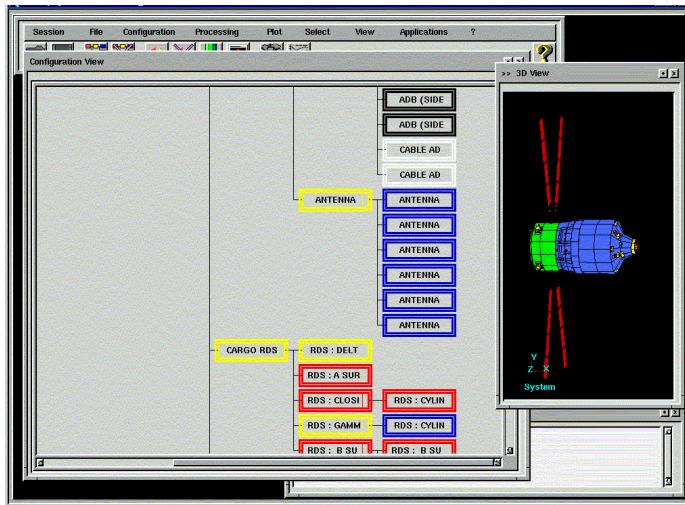 Session File Configuration Processing Plot Select View Applications ?
Configuration View
>> 3D View
ADB (SIDE
ADB (SIDE
CABLE AD
CABLE AD
ANTENNA ANTENNA
ANTENNA
ANTENNA
ANTENNA
ANTENNA
ANTENNA
CARGO RDS RDS : DELT
RDS : A SUR
RDS : CLOSI RDS : CYLIN
RDS : GAMM RDS : CYLIN
RDS : B SU RDS : B SU
Y
Z X
System